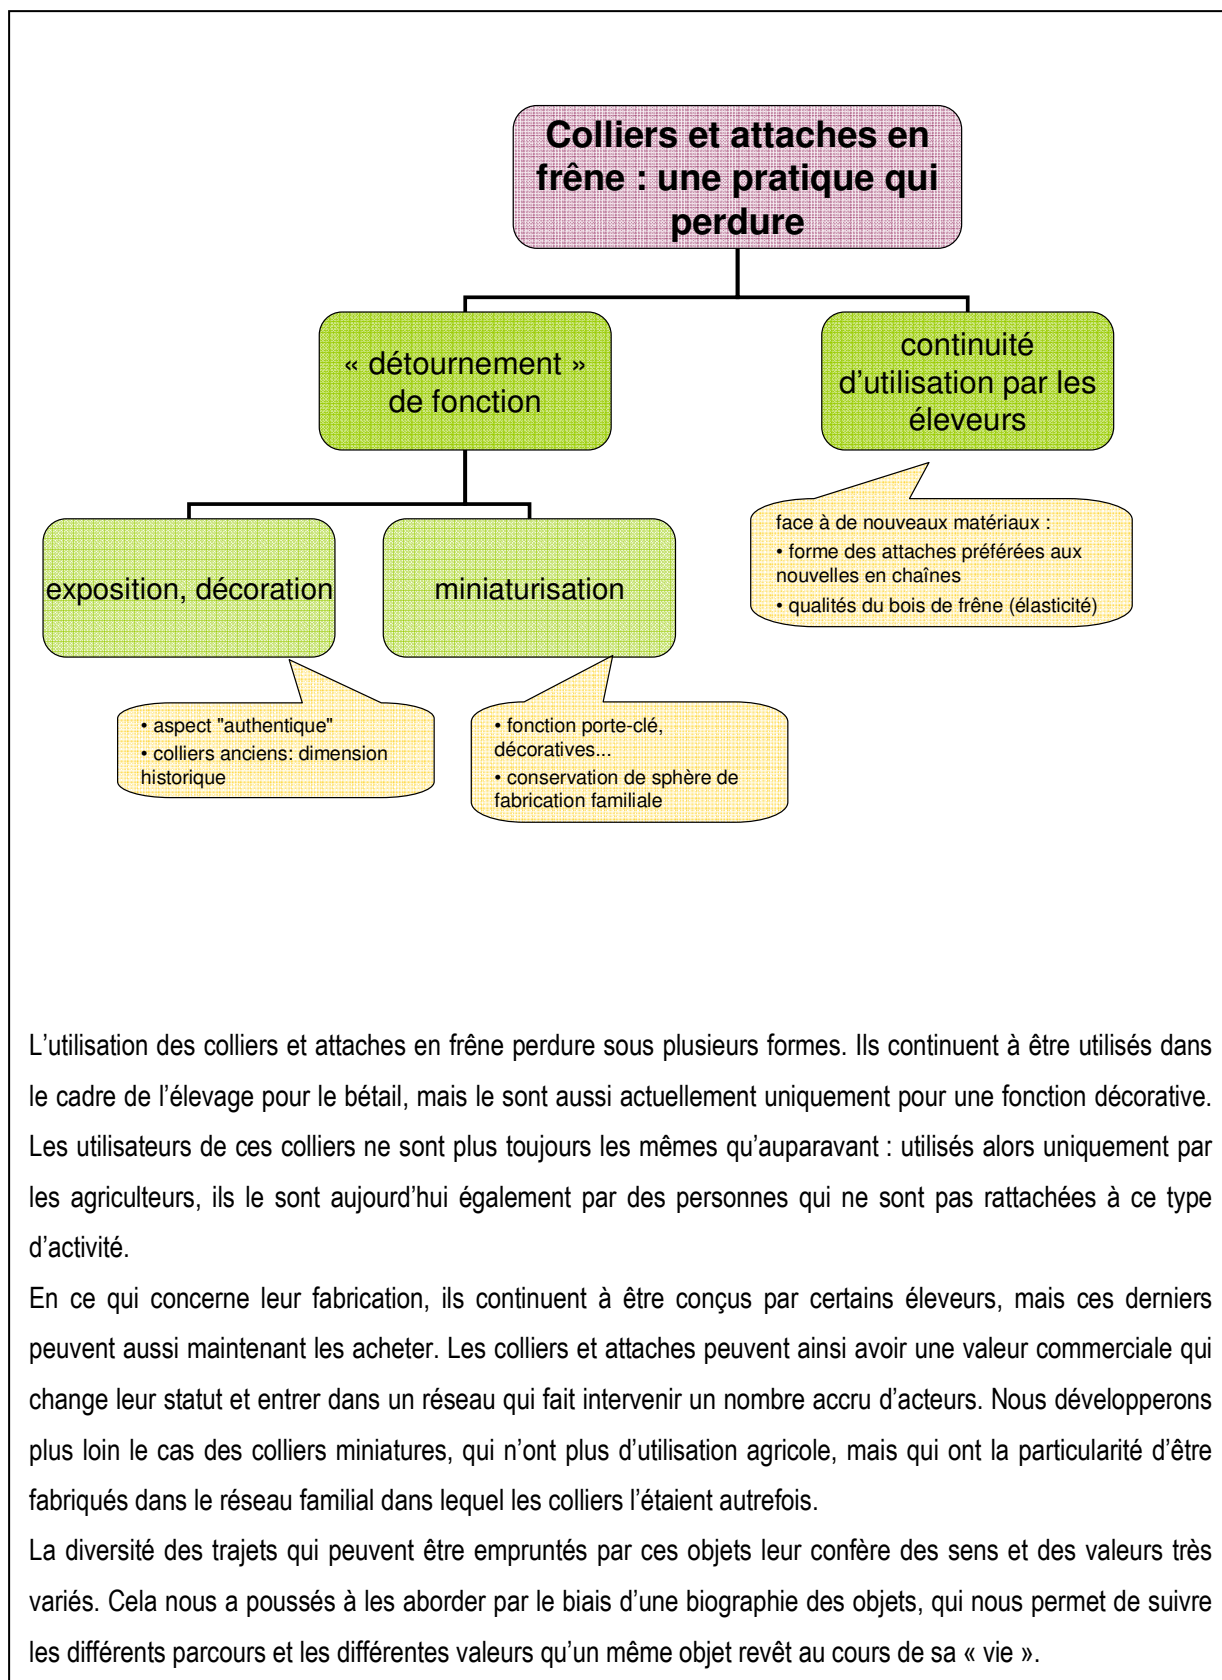 Colliers et attaches en
frêne : une pratique qui
perdure
« détournement »
de fonction
continuité
d'utilisation par les
éleveurs
exposition, décoration
miniaturisation
face à de nouveaux matériaux :
• forme des attaches préférées aux
nouvelles en chaînes
• qualités du bois de frêne (élasticité)
• aspect "authentique"
• colliers anciens: dimension
historique
• fonction porte-clé,
décoratives...
• conservation de sphère de
fabrication familiale
L'utilisation des colliers et attaches en frêne perdure sous plusieurs formes. Ils continuent à être utilisés dans
le cadre de l'élevage pour le bétail, mais le sont aussi actuellement uniquement pour une fonction décorative.
Les utilisateurs de ces colliers ne sont plus toujours les mêmes qu'auparavant : utilisés alors uniquement par
les agriculteurs, ils le sont aujourd'hui également par des personnes qui ne sont pas rattachées à ce type
d'activité.
En ce qui concerne leur fabrication, ils continuent à être conçus par certains éleveurs, mais ces derniers
peuvent aussi maintenant les acheter. Les colliers et attaches peuvent ainsi avoir une valeur commerciale qui
change leur statut et entrer dans un réseau qui fait intervenir un nombre accru d'acteurs. Nous développerons
plus loin le cas des colliers miniatures, qui n'ont plus d'utilisation agricole, mais qui ont la particularité d'être
fabriqués dans le réseau familial dans lequel les colliers l'étaient autrefois.
La diversité des trajets qui peuvent être empruntés par ces objets leur confère des sens et des valeurs très
variés. Cela nous a poussés à les aborder par le biais d'une biographie des objets, qui nous permet de suivre
les différents parcours et les différentes valeurs qu'un même objet revêt au cours de sa « vie ».